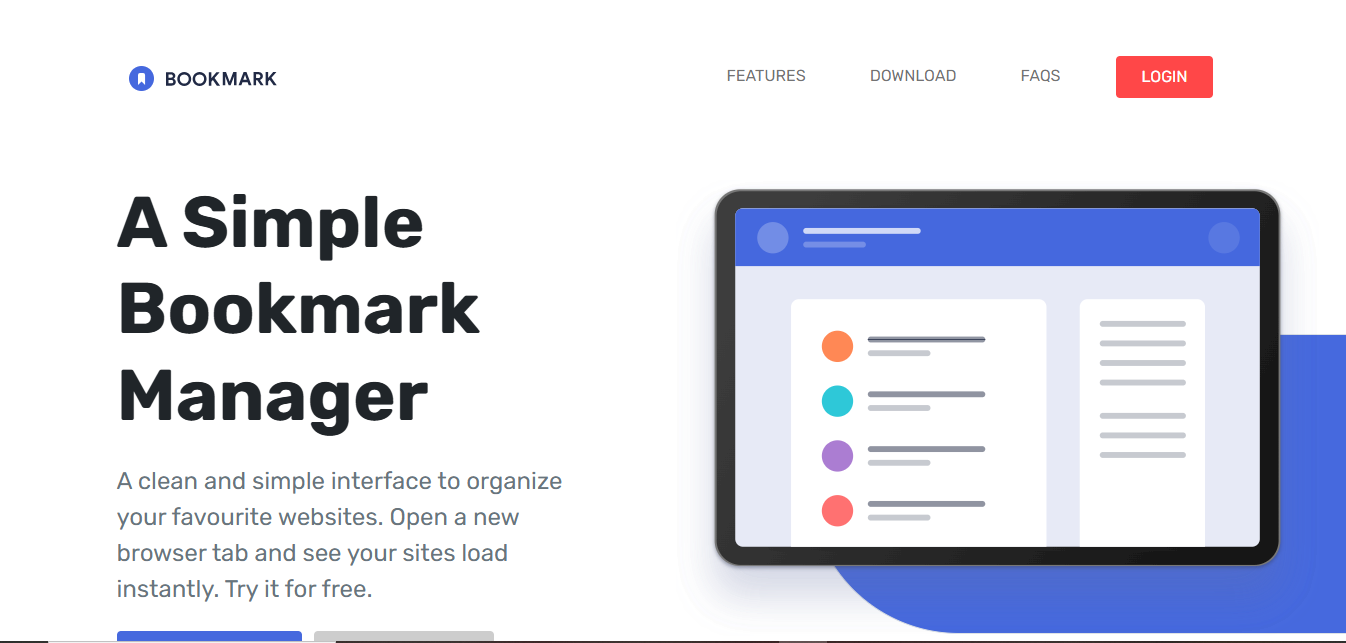 BOOKMARK
FEATURES
DOWNLOAD
FAQS
LOGIN
A Simple
Bookmark
Manager
A clean and simple interface to organize
your favourite websites. Open a new
browser tab and see your sites load
instantly. Try it for free.